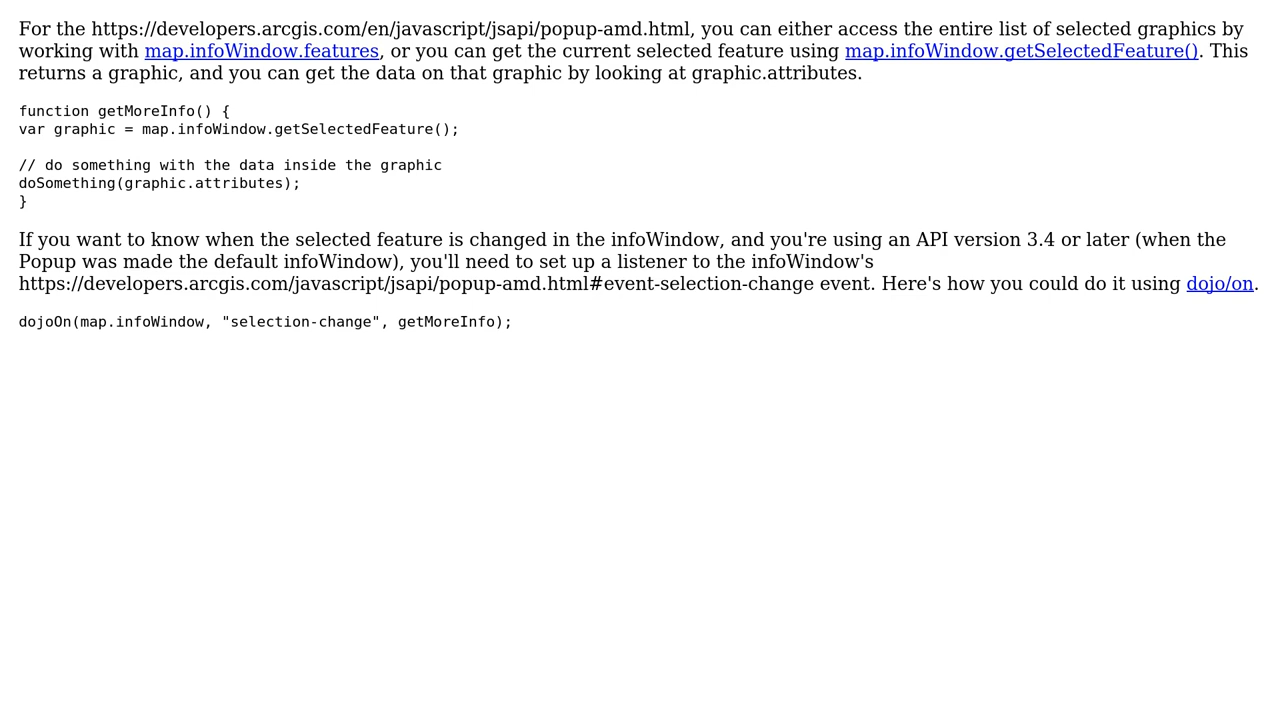 For the https://developers.arcgis.com/en/javascript/jsapi/popup-amd.html, you can either access the entire list of selected graphics by
working with map.infoWindow.features, or you can get the current selected feature using map.infoWindow.getSelectedFeature(). This
returns a graphic, and you can get the data on that graphic by looking at graphic.attributes.
function getMoreInfo() {
var graphic = map.infoWindow.getSelectedFeature();
// do something with the data inside the graphic
doSomething(graphic.attributes);
}
If you want to know when the selected feature is changed in the infoWindow, and you're using an API version 3.4 or later (when the
Popup was made the default infoWindow), you'll need to set up a listener to the infoWindow's
https://developers.arcgis.com/javascript/jsapi/popup-amd.html#event-selection-change event. Here's how you could do it using dojo/on.
dojoOn(map.infoWindow, "selection-change", getMoreInfo);